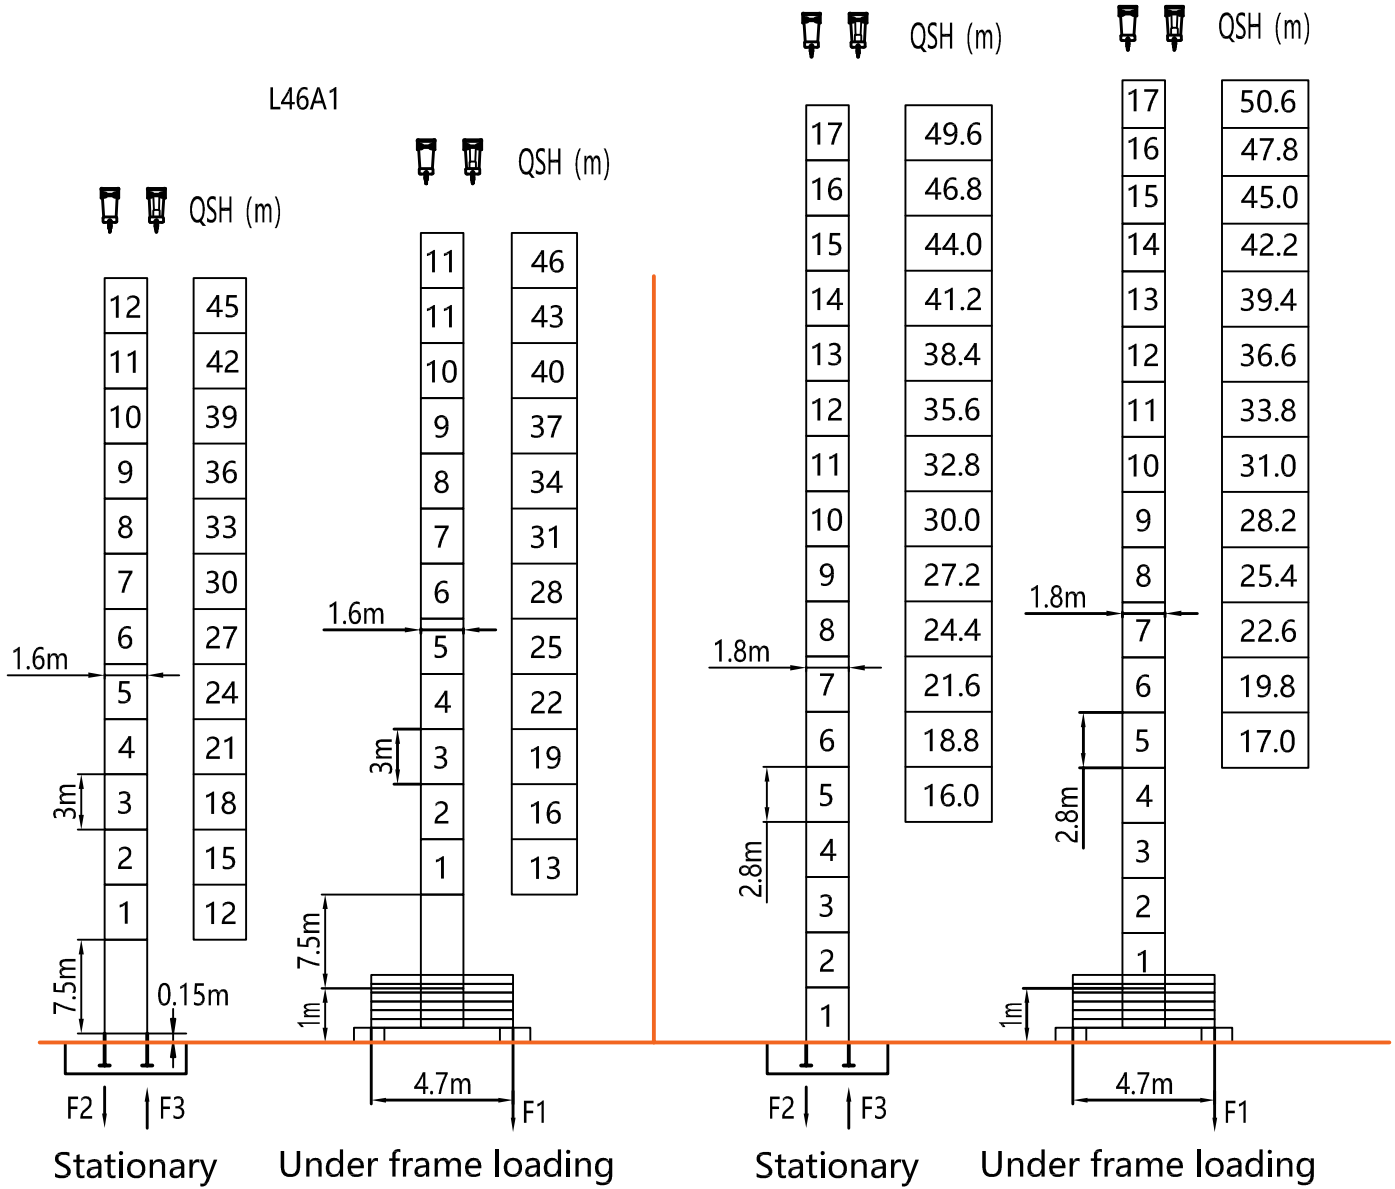 L46A1
QSH (m)
12 45
11 42
10 39
9 36
8 33
7 30
6 27
1.6m
5 24
4 21
3m
3 18
2 15
1 12
7.5m
0.15m
F2 F3
Stationary
QSH (m)
11 46
11 43
10 40
9 37
8 34
7 31
6 28
1.6m
5 25
4 22
3m
3 19
2 16
1 13
7.5m
1m
4.7m
F1
Under frame loading
QSH (m)
17 49.6
16 46.8
15 44.0
14 41.2
13 38.4
12 35.6
11 32.8
10 30.0
9 27.2
8 24.4
1.8m
7 21.6
6 18.8
5 16.0
2.8m
4
3
2
1
F2 F3
Stationary
QSH (m)
17 50.6
16 47.8
15 45.0
14 42.2
13 39.4
12 36.6
11 33.8
10 31.0
9 28.2
8 25.4
1.8m
7 22.6
6 19.8
5 17.0
2.8m
4
3
2
1
1m
4.7m
F1
Under frame loading